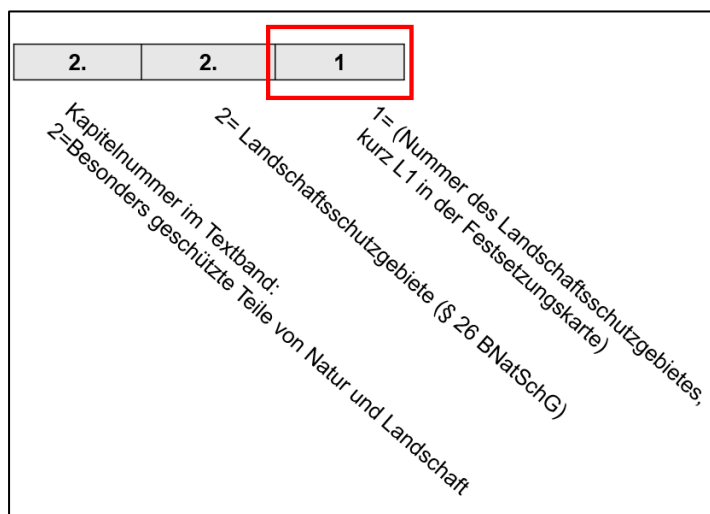 2. 2. 1
Kapitelnummer im Textband:
2=Besonders geschützte Teile von Natur und Landschaft
2= Landschaftsschutzgebiete (§ 26 BNatSchG)
1= (Nummer des Landschaftsschutzgebietes,
kurz L1 in der Festsetzungskarte)